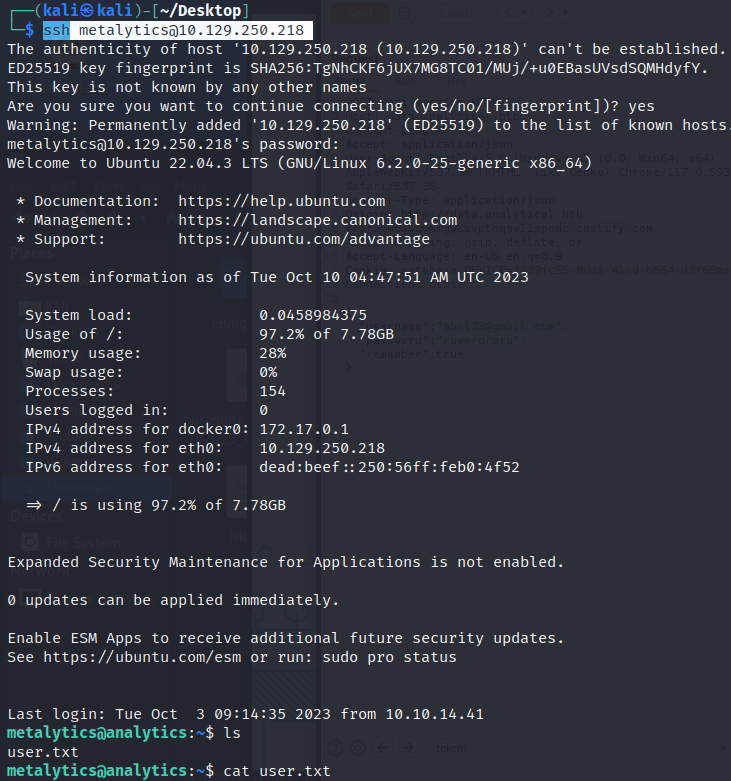 ┌──(kali㉿kali)-[~/Desktop]
└─$ ssh metalytics@10.129.250.218
The authenticity of host '10.129.250.218 (10.129.250.218)' can't be established.
ED25519 key fingerprint is SHA256:TgNhCKF6jUX7MG8TC01/MUj/+u0EBasUVsdSQMHdyfY.
This key is not known by any other names
Are you sure you want to continue connecting (yes/no/[fingerprint])? yes
Warning: Permanently added '10.129.250.218' (ED25519) to the list of known hosts.
metalytics@10.129.250.218's password:
Welcome to Ubuntu 22.04.3 LTS (GNU/Linux 6.2.0-25-generic x86_64)
* Documentation: https://help.ubuntu.com
* Management: https://landscape.canonical.com
* Support: https://ubuntu.com/advantage
System information as of Tue Oct 10 04:47:51 AM UTC 2023
System load: 0.0458984375
Usage of /: 97.2% of 7.78GB
Memory usage: 28%
Swap usage: 0%
Processes: 154
Users logged in: 0
IPv4 address for docker0: 172.17.0.1
IPv4 address for eth0: 10.129.250.218
IPv6 address for eth0: dead:beef::250:56ff:feb0:4f52
=> / is using 97.2% of 7.78GB
Expanded Security Maintenance for Applications is not enabled.
0 updates can be applied immediately.
Enable ESM Apps to receive additional future security updates.
See https://ubuntu.com/esm or run: sudo pro status
Last login: Tue Oct  3 09:14:35 2023 from 10.10.14.41
metalytics@analytics:~$ ls
user.txt
metalytics@analytics:~$ cat user.txt